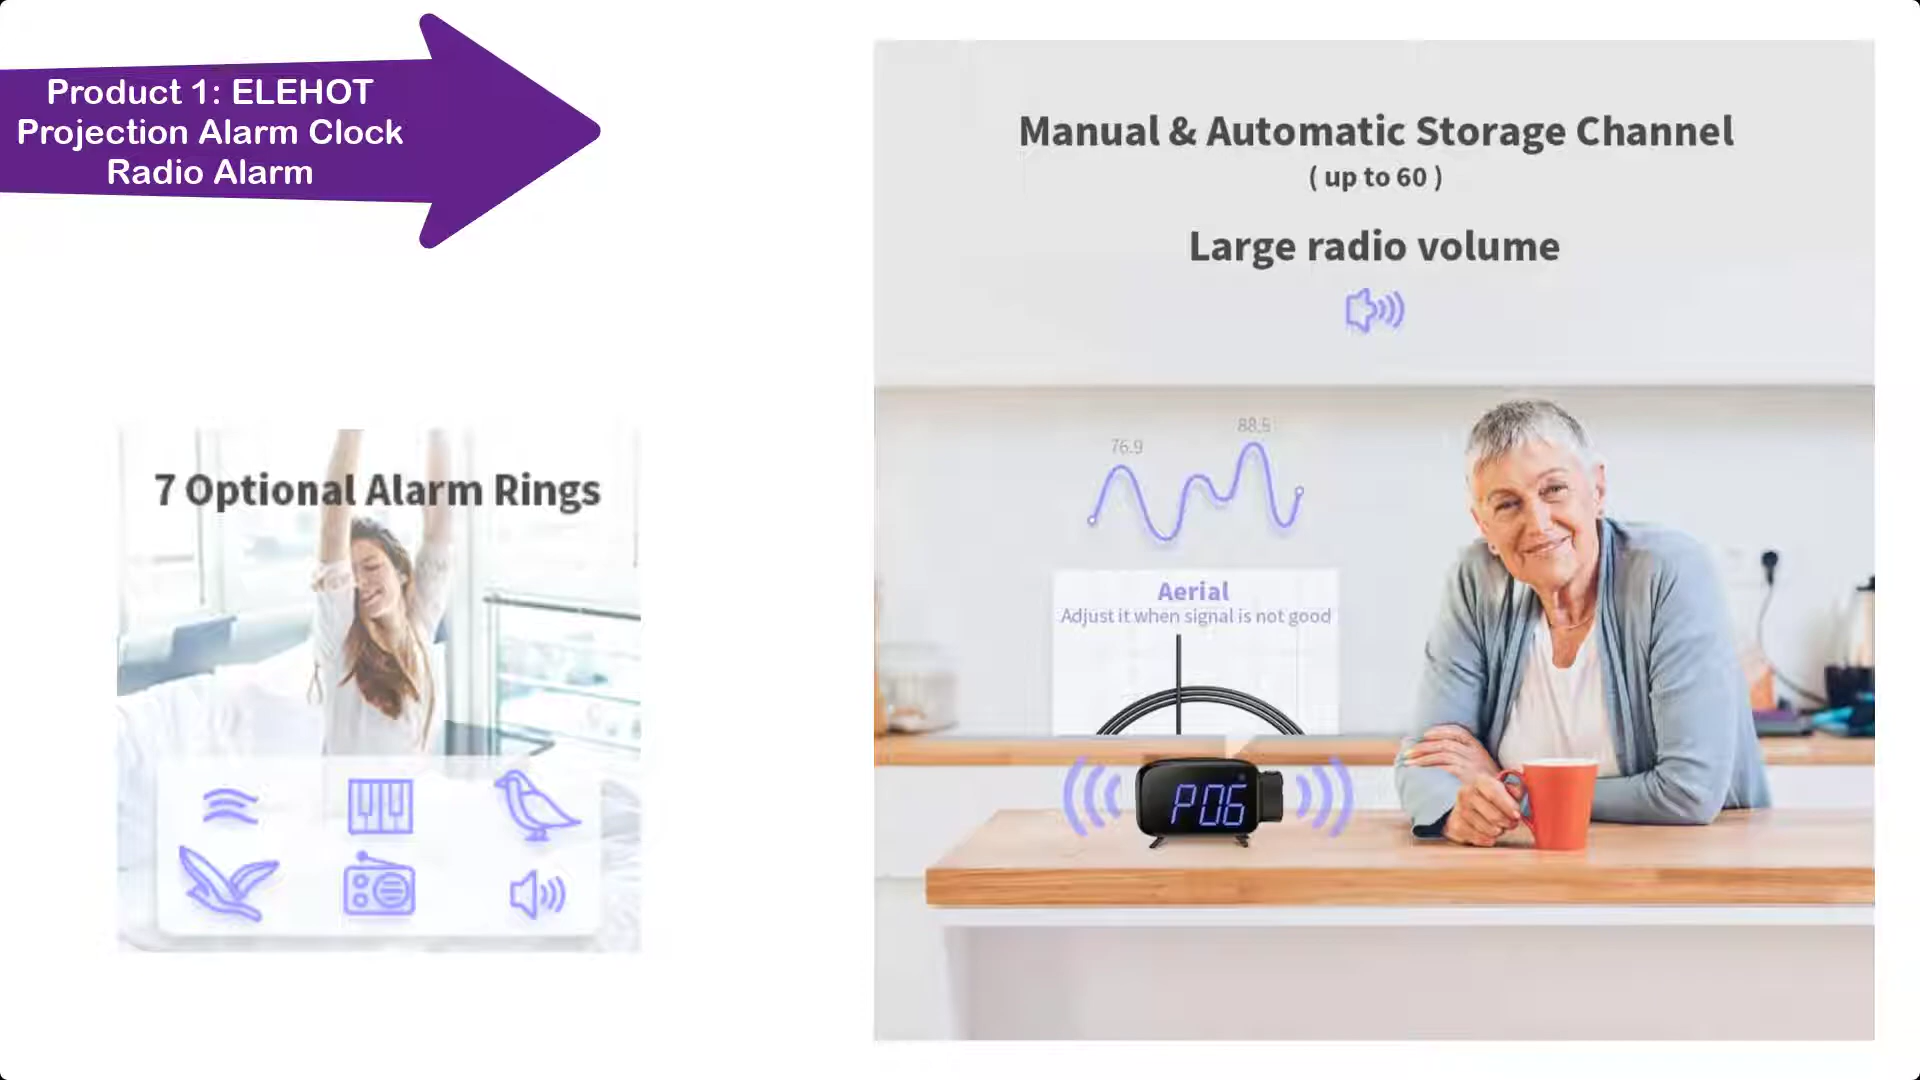 Product 1: ELEHOT
Projection Alarm Clock
Radio Alarm
Manual & Automatic Storage Channel
( up to 60 )
Large radio volume
7 Optional Alarm Rings
76.9
88.5
Aerial
Adjust it when signal is not good
P06